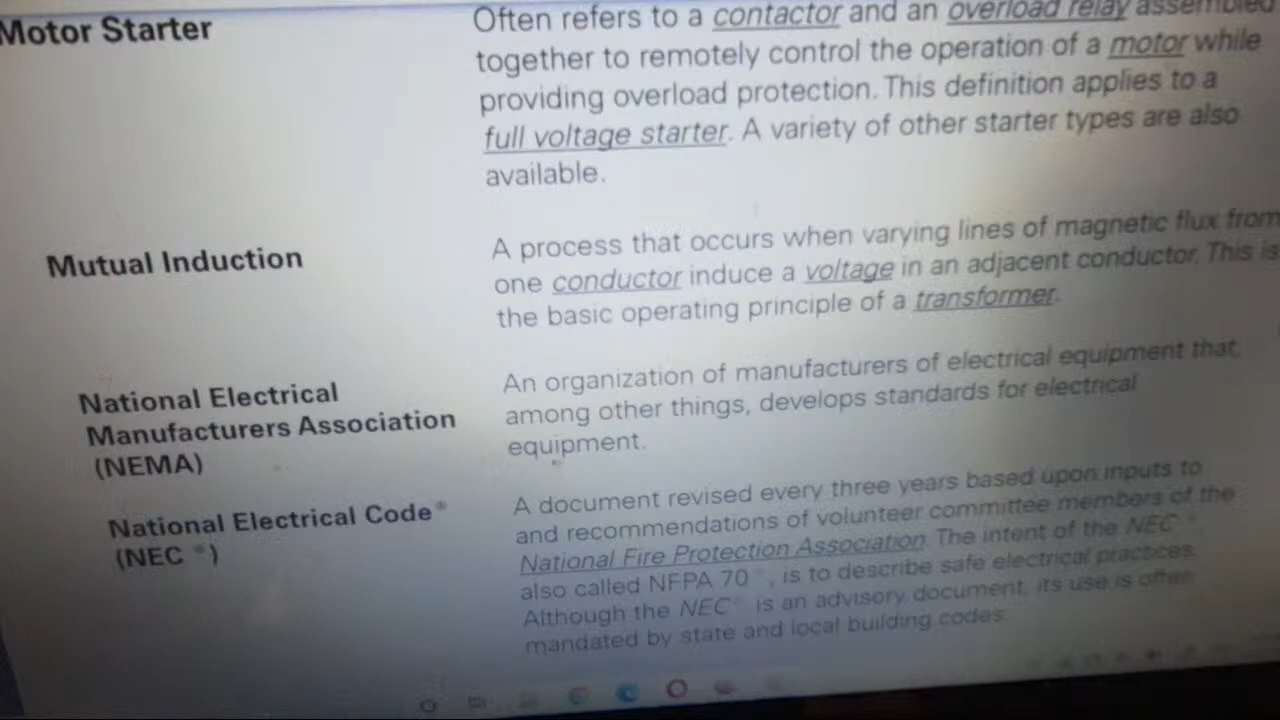 Motor Starter
Often refers to a contactor and an overload relay assembled
together to remotely control the operation of a motor while
providing overload protection. This definition applies to a
full voltage starter. A variety of other starter types are also
available.
Mutual Induction
A process that occurs when varying lines of magnetic flux from
one conductor induce a voltage in an adjacent conductor. This is
the basic operating principle of a transformer.
National Electrical
Manufacturers Association
(NEMA)
An organization of manufacturers of electrical equipment that,
among other things, develops standards for electrical
equipment.
National Electrical Code®
(NEC ®)
A document revised every three years based upon inputs to
and recommendations of volunteer committee members of the
National Fire Protection Association. The intent of the NEC ®,
also called NFPA 70 ®, is to describe safe electrical practices.
Although the NEC ® is an advisory document, its use is often
mandated by state and local building codes.